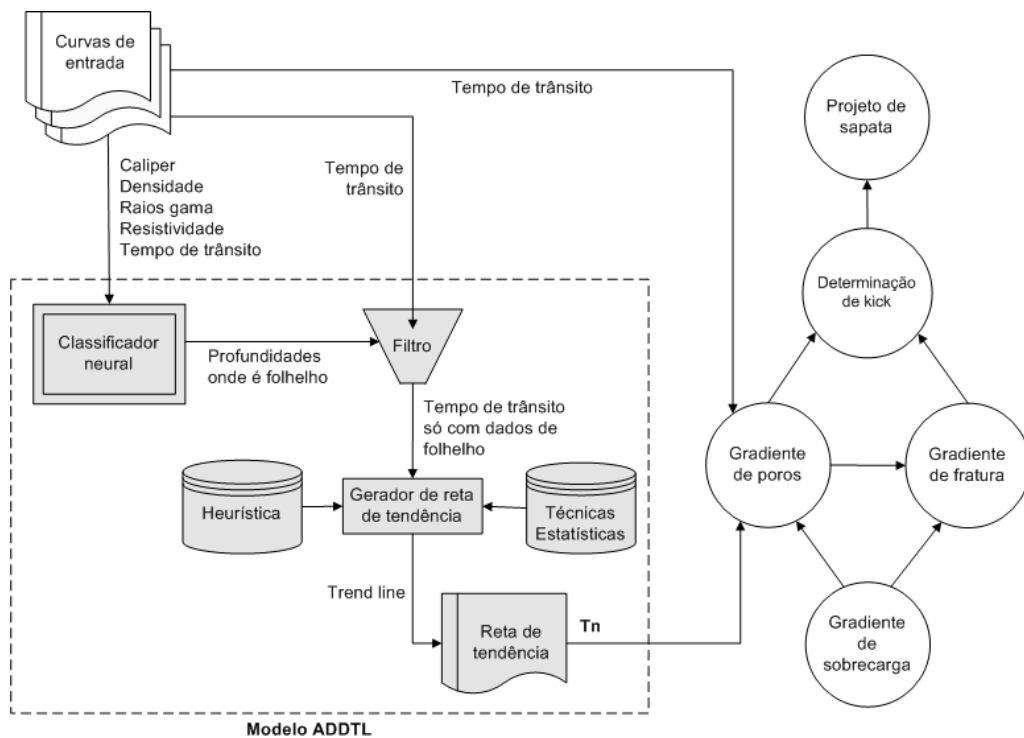 Curvas de
entrada
Tempo de trânsito
Projeto de
sapata
Caliper
Densidade
Raios gama
Resistividade
Tempo de trânsito
Tempo de
trânsito
Determinação
de kick
Classificador
neural
Profundidades
onde é folhelho
Filtro
Tempo de trânsito
só com dados de
folhelho
Gradiente
de poros
Gradiente
de fratura
Heurística
Gerador de reta
de tendência
Técnicas
Estatísticas
Trend line
Reta de
tendência
Tn
Gradiente
de
sobrecarga
Modelo ADDTL